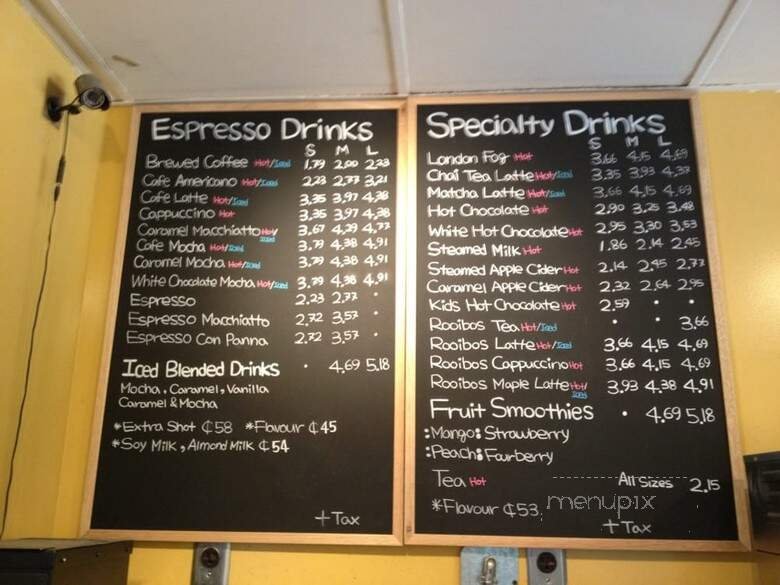 Espresso Drinks
S M L
Brewed Coffee Hot/Iced 1.79 2.00 2.23
Cafe Americano Hot/Iced 2.23 2.77 3.21
Cafe Latte Hot/Iced 3.35 3.97 4.38
Cappuccino Hot 3.35 3.97 4.38
Caramel Macchiatto Hot/Iced 3.67 4.29 4.77
Cafe Mocha Hot/Iced 3.79 4.38 4.91
Caramel Mocha Hot/Iced 3.79 4.38 4.91
White Chocolate Mocha Hot/Iced 3.79 4.38 4.91
Espresso 2.23 2.77 •
Espresso Macchiatto 2.72 3.57 •
Espresso Con Panna 2.72 3.57 •
Iced Blended Drinks • 4.69 5.18
Mocha, Caramel, Vanilla
Caramel & Mocha
*Extra Shot ¢58 *Flavour ¢45
*Soy Milk, Almond Milk ¢54
+Tax
Specialty Drinks
S M L
London Fog Hot 3.66 4.15 4.69
Chai Tea Latte Hot/Iced 3.35 3.93 4.38
Matcha Latte Hot/Iced 3.66 4.15 4.69
Hot Chocolate Hot 2.90 3.25 3.48
White Hot Chocolate Hot 2.95 3.30 3.53
Steamed Milk Hot 1.86 2.14 2.45
Steamed Apple Cider Hot 2.14 2.45 2.77
Caramel Apple Cider Hot 2.32 2.64 2.95
Kids Hot Chocolate Hot 2.59 • •
Rooibos Tea Hot/Iced • • 3.66
Rooibos Latte Hot/Iced 3.66 4.15 4.69
Rooibos Cappuccino Hot 3.66 4.15 4.69
Rooibos Maple Latte Hot/Iced 3.93 4.38 4.91
Fruit Smoothies • 4.69 5.18
:Mango :Strawberry
:Peach :Fourberry
Tea Hot All Sizes 2.15
*Flavour ¢53.
menupix
+Tax